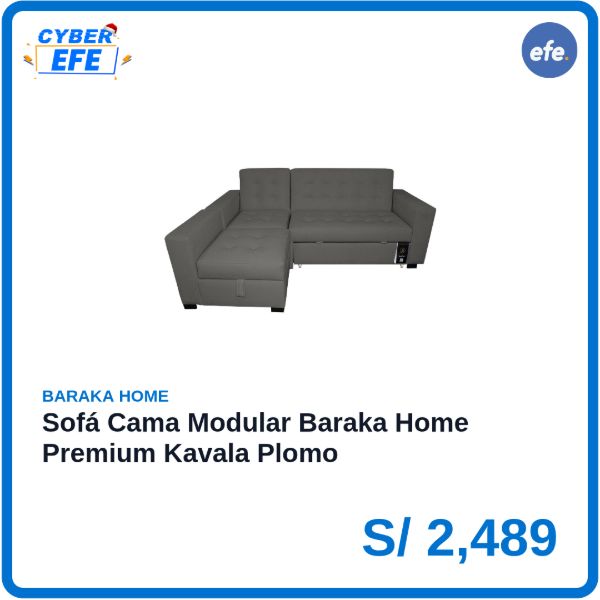 CYBER
EFE
efe.
BARAKA HOME
Sofá Cama Modular Baraka Home
Premium Kavala Plomo
S/ 2,489